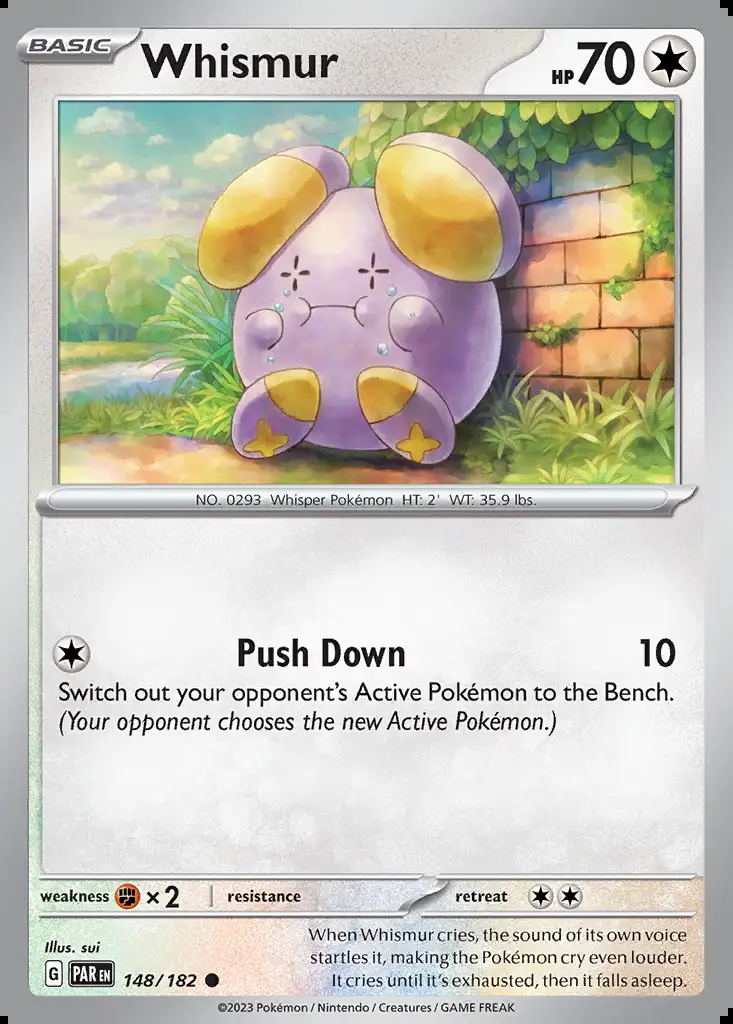 BASIC
Whismur
HP 70
NO. 0293 Whisper Pokémon HT: 2' WT: 35.9 lbs.
Push Down 10
Switch out your opponent's Active Pokémon to the Bench.
(Your opponent chooses the new Active Pokémon.)
weakness ×2 resistance retreat
When Whismur cries, the sound of its own voice
startles it, making the Pokémon cry even louder.
It cries until it's exhausted, then it falls asleep.
Illus. sui
G PAR EN 148/182
©2023 Pokémon / Nintendo / Creatures / GAME FREAK